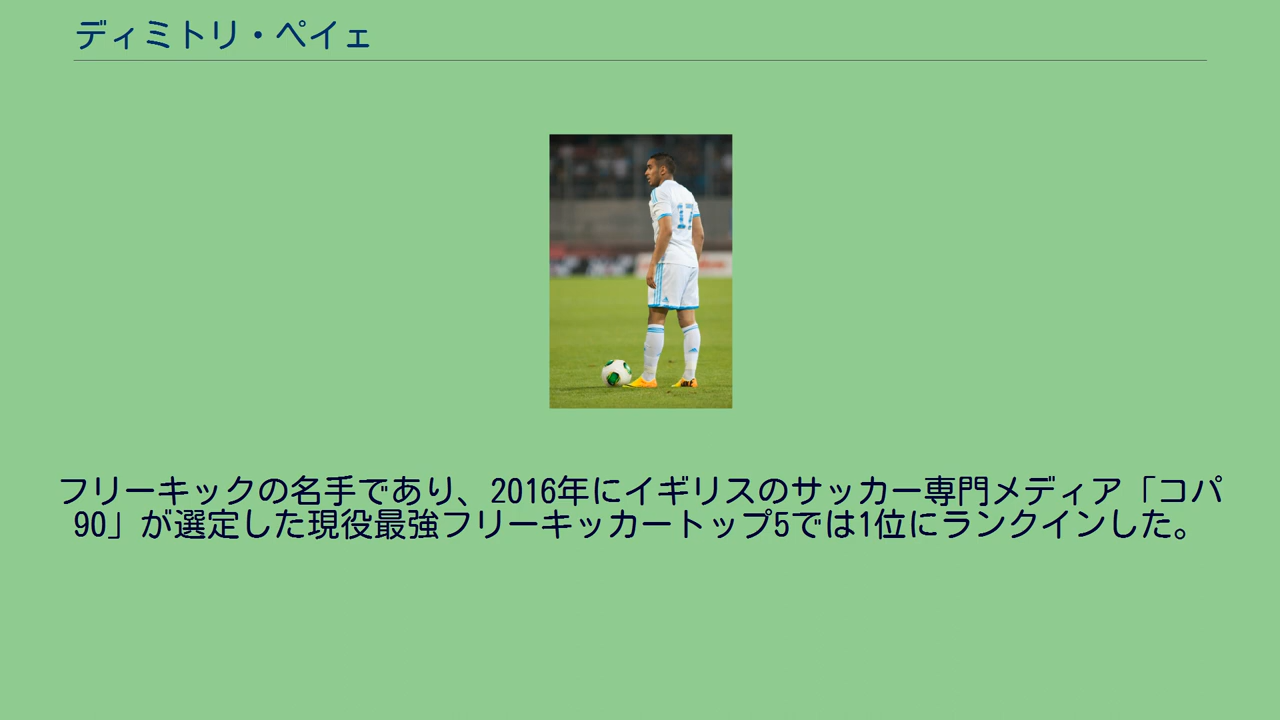 ディミトリ・ペイェ
17
フリーキックの名手であり、2016年にイギリスのサッカー専門メディア「コパ
90」が選定した現役最強フリーキッカートップ5では1位にランクインした。